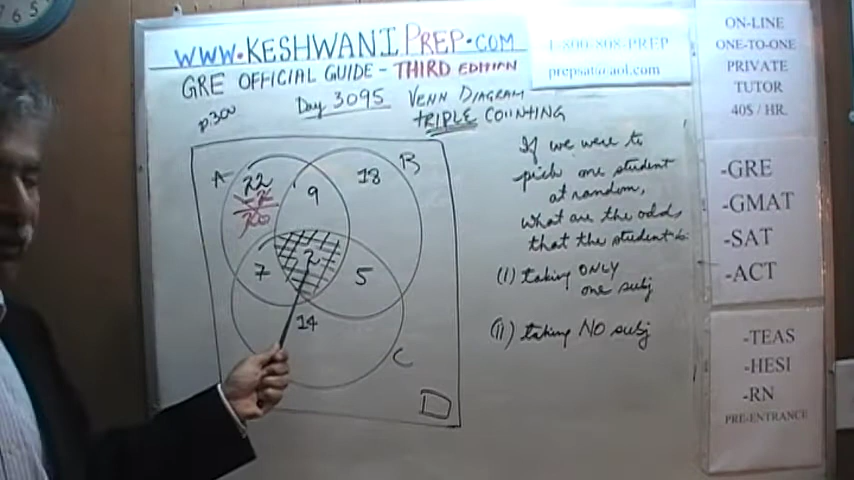 6 5
WWW.KESHWANIPREP.COM
1-800-808-PREP
prepsat@aol.com
GRE OFFICIAL GUIDE - THIRD EDITION
p300
Day 3095
VENN DIAGRAM
TRIPLE COUNTING
A
22
9
18
B
7
2
5
14
C
If we were to
pick one student
at random,
what are the odds
that the student is
(I) taking ONLY
one subj
(II) taking NO subj
ON-LINE
ONE-TO-ONE
PRIVATE
TUTOR
40$ / HR.
-GRE
-GMAT
-SAT
-ACT
-TEAS
-HESI
-RN
PRE-ENTRANCE